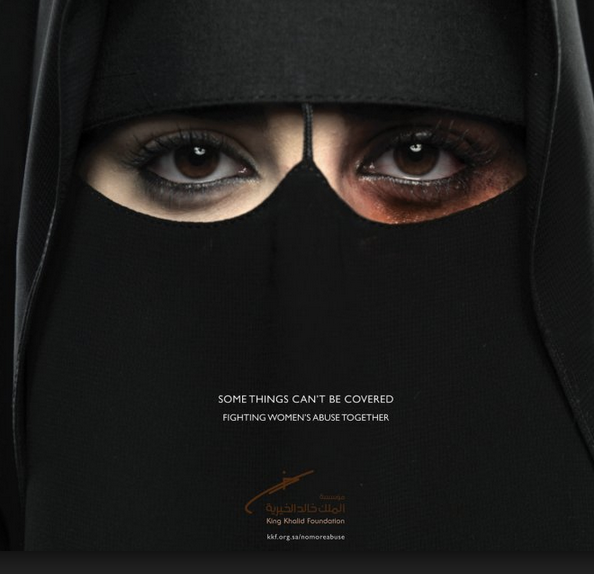 SOME THINGS CAN'T BE COVERED
FIGHTING WOMEN'S ABUSE TOGETHER
مؤسسة
الملك خالد الخيرية
King Khalid Foundation
kkf.org.sa/nomoreabuse